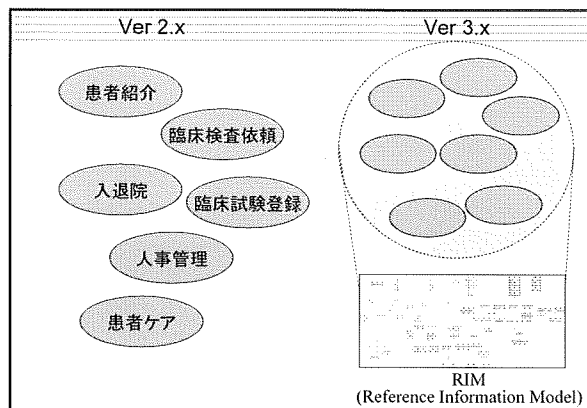 Ver 2.x
Ver 3.x
患者紹介
臨床検査依頼
入退院
臨床試験登録
人事管理
患者ケア
RIM
(Reference Information Model)